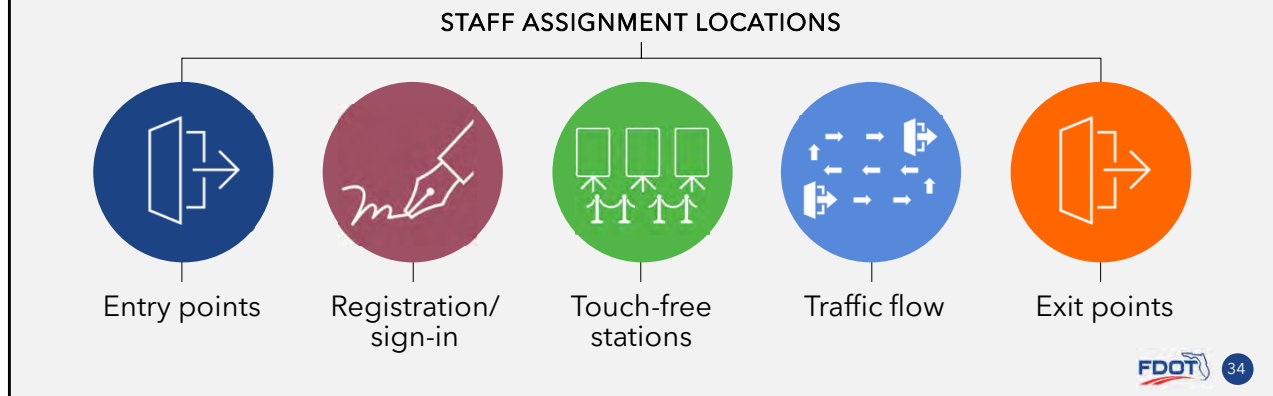 STAFF ASSIGNMENT LOCATIONS
Entry points
Registration/
sign-in
Touch-free
stations
Traffic flow
Exit points
FDOT
34